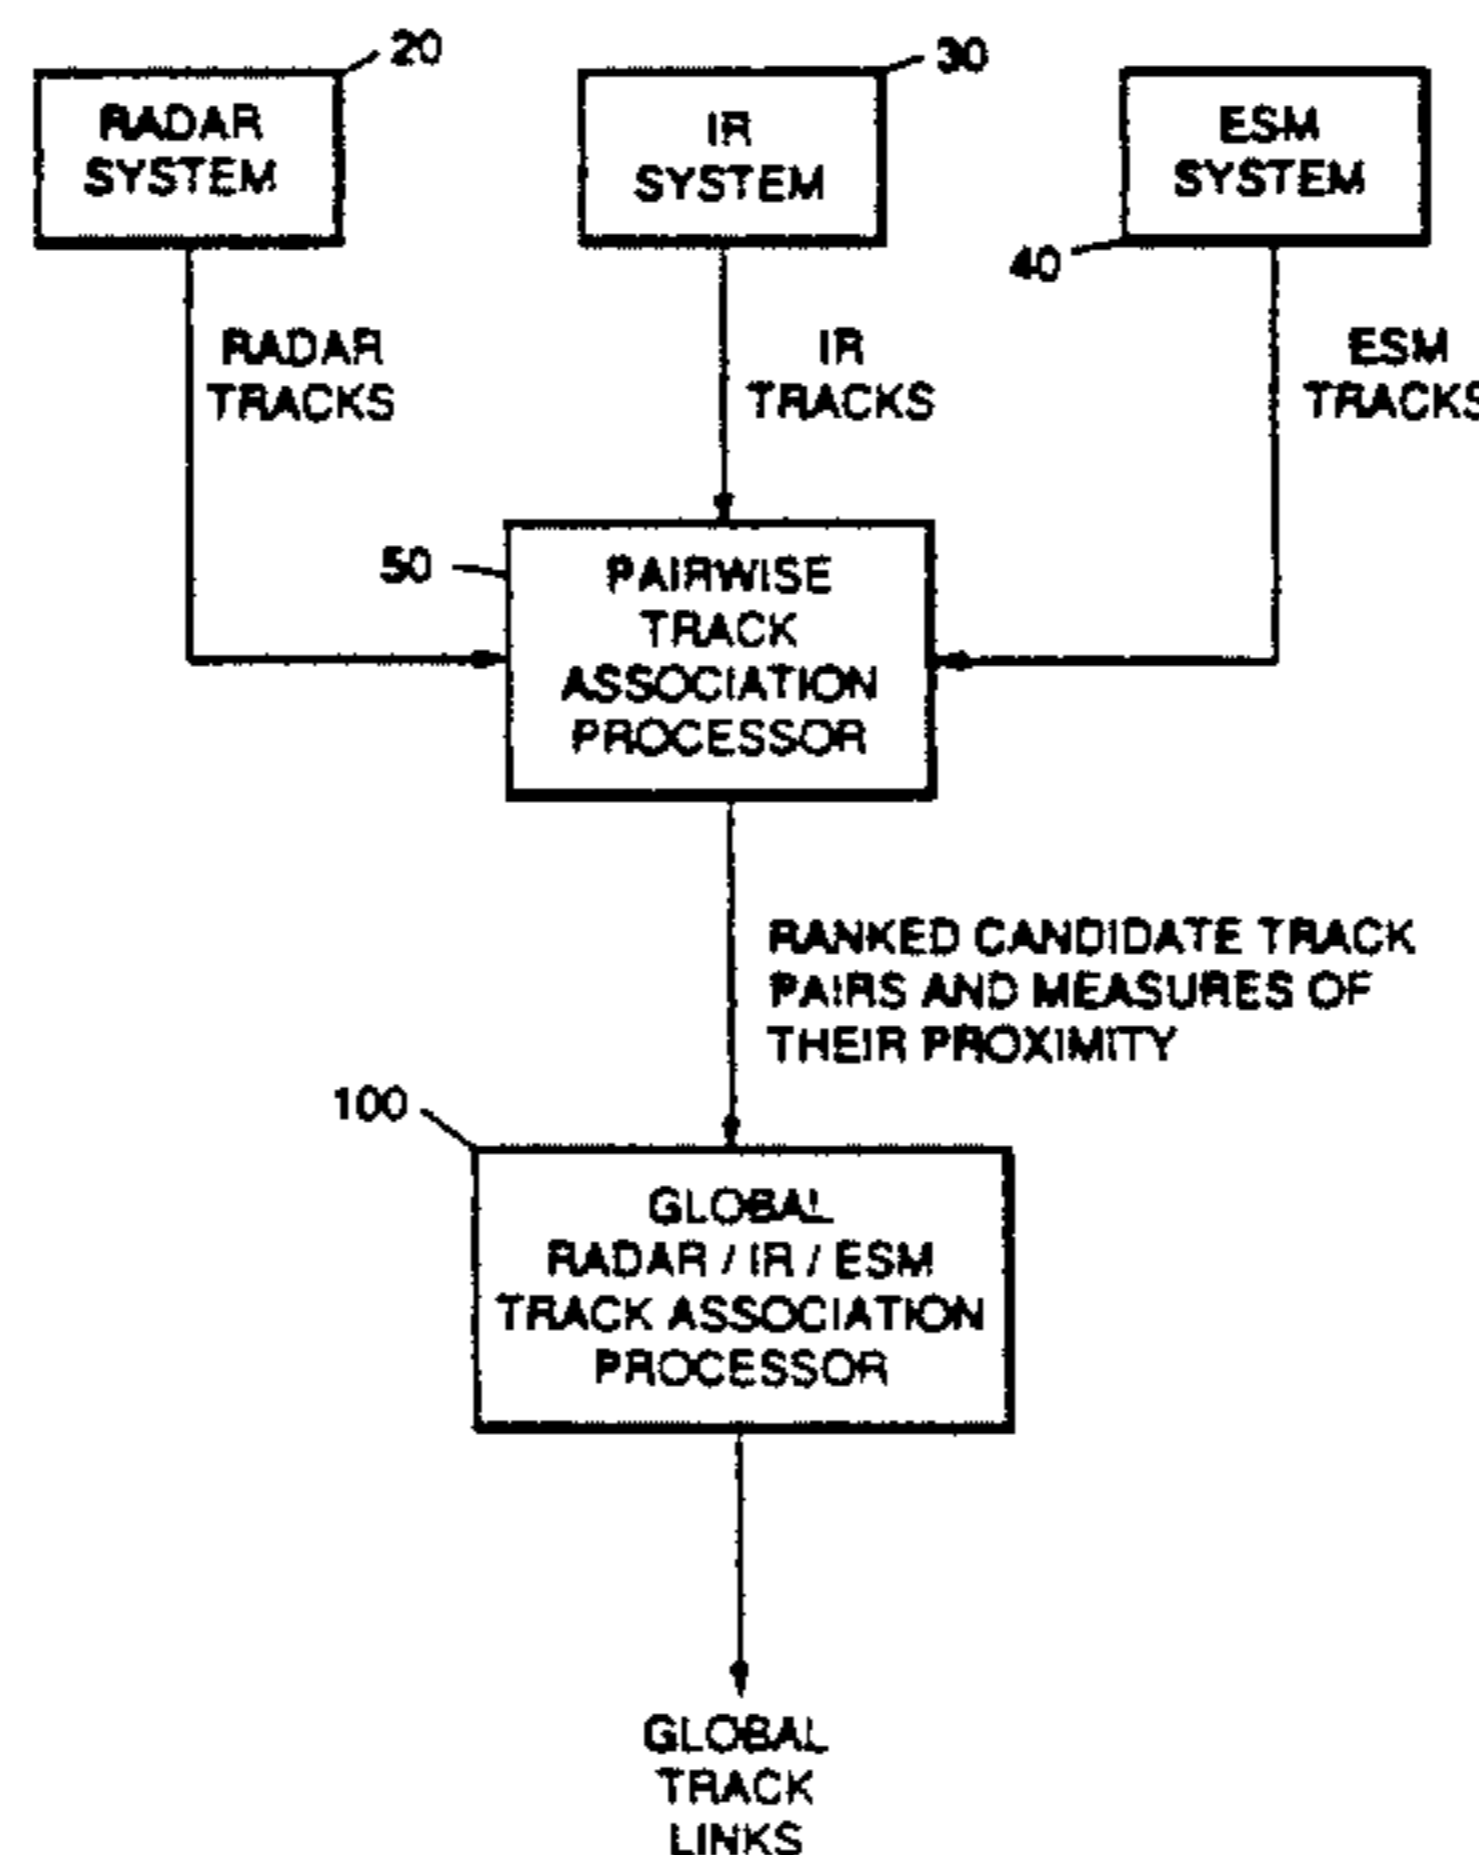 20
RADAR
SYSTEM
30
IR
SYSTEM
ESM
SYSTEM
40
RADAR
TRACKS
IR
TRACKS
ESM
TRACKS
50
PAIRWISE
TRACK
ASSOCIATION
PROCESSOR
RANKED CANDIDATE TRACK
PAIRS AND MEASURES OF
THEIR PROXIMITY
100
GLOBAL
RADAR / IR / ESM
TRACK ASSOCIATION
PROCESSOR
GLOBAL
TRACK
LINKS